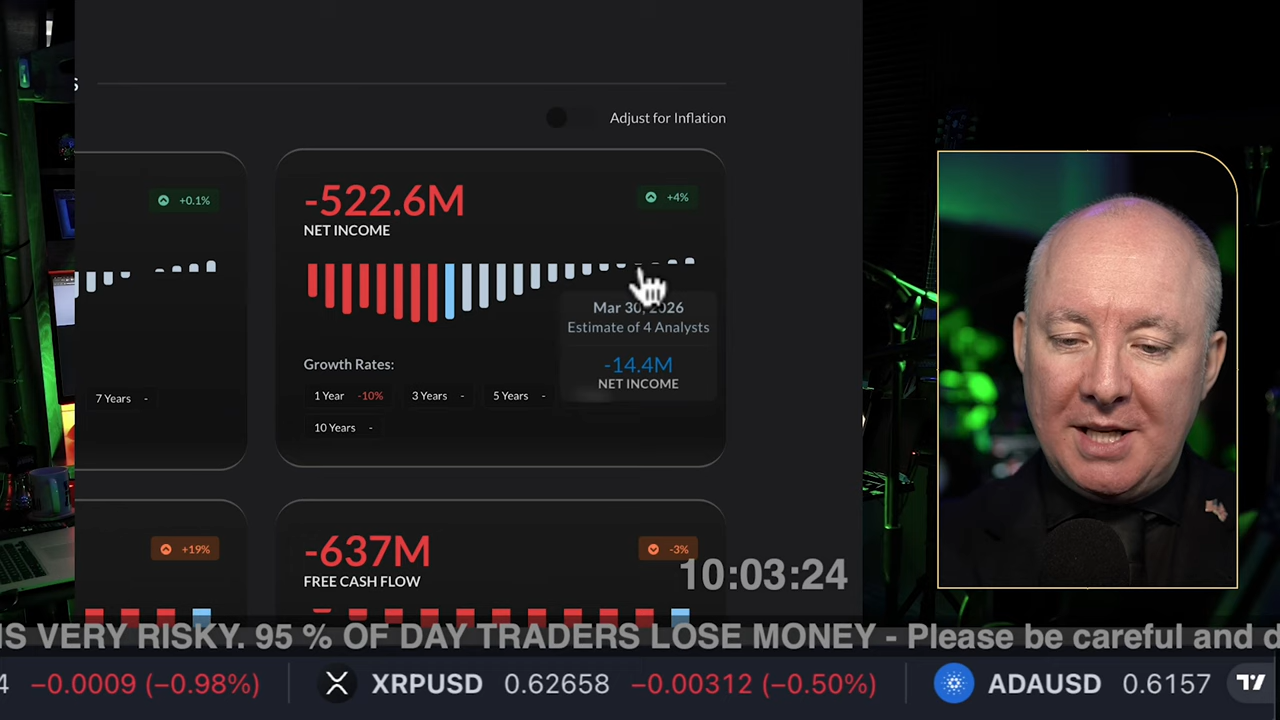 S
Adjust for Inflation
+0.1%
-522.6M
+4%
NET INCOME
Mar 30, 2026
Estimate of 4 Analysts
-14.4M
NET INCOME
Growth Rates:
1 Year -10% 3 Years - 5 Years -
7 Years -
10 Years -
+19%
-637M
-3%
FREE CASH FLOW
10:03:24
IS VERY RISKY. 95 % OF DAY TRADERS LOSE MONEY - Please be careful and d
4 −0.0009 (−0.98%) XRPUSD 0.62658 −0.00312 (−0.50%) ADAUSD 0.6157